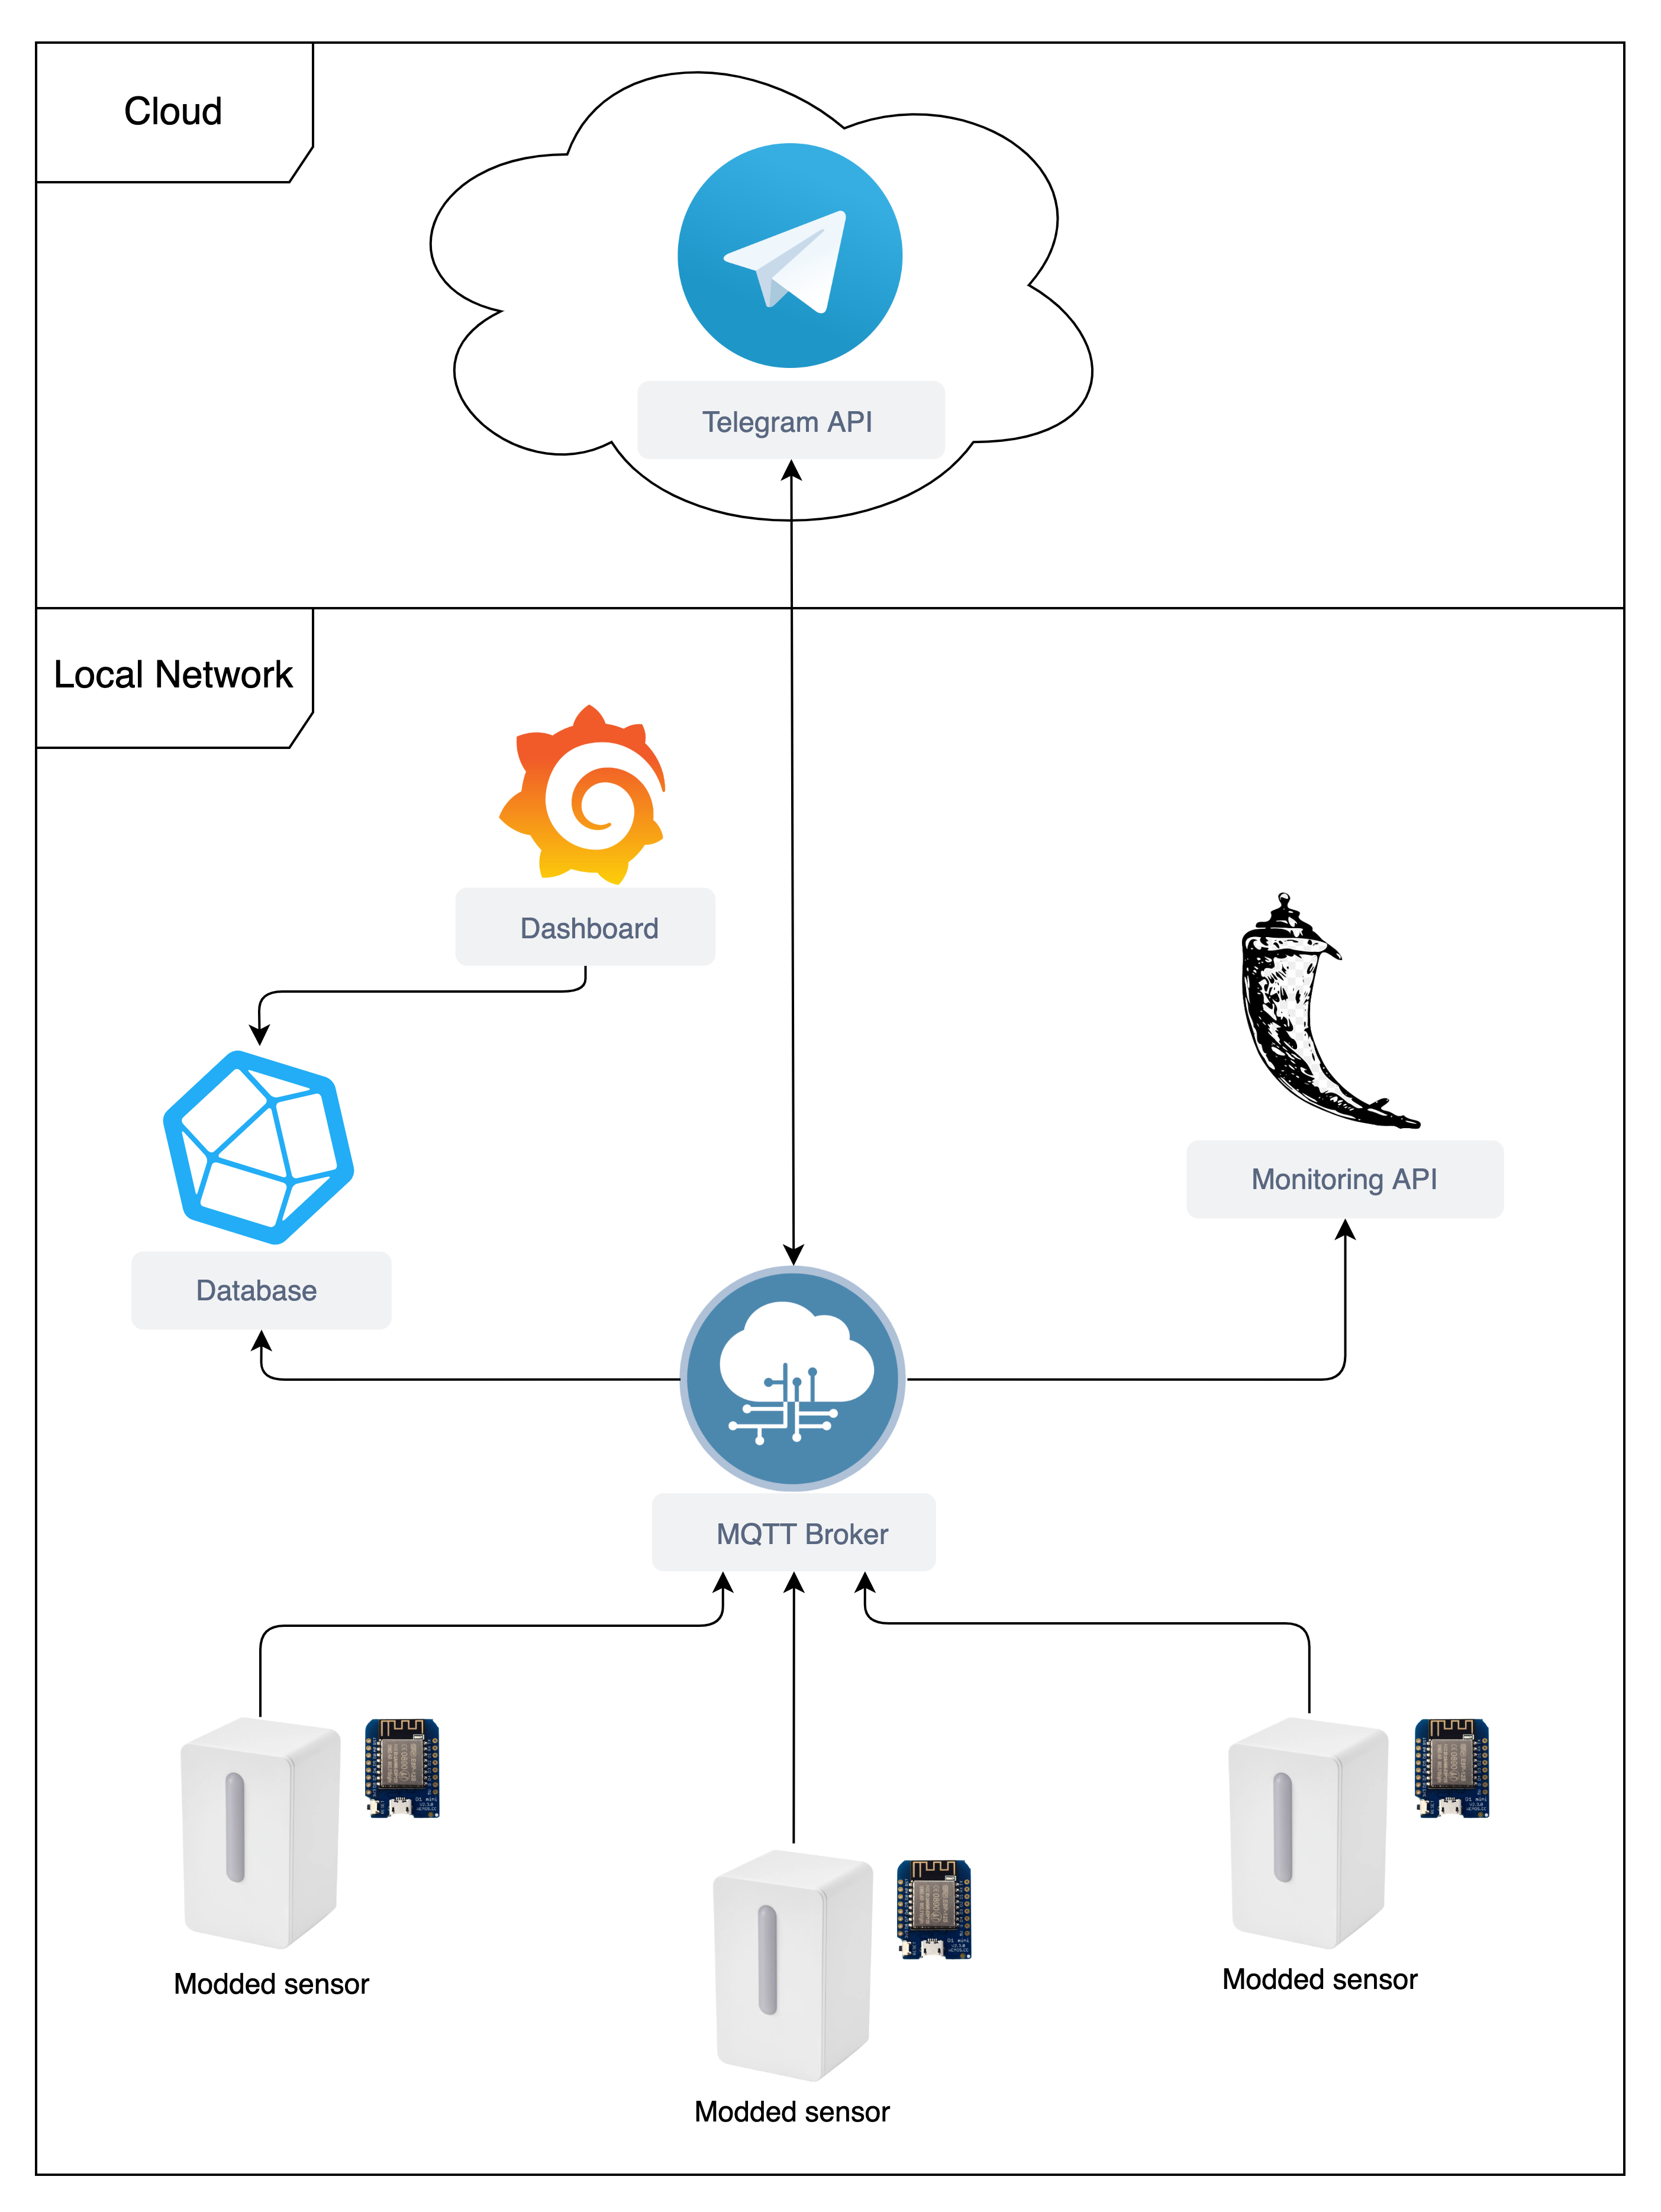 Cloud
Telegram API
Local Network
Dashboard
Monitoring API
Database
MQTT Broker
Modded sensor
Modded sensor
Modded sensor